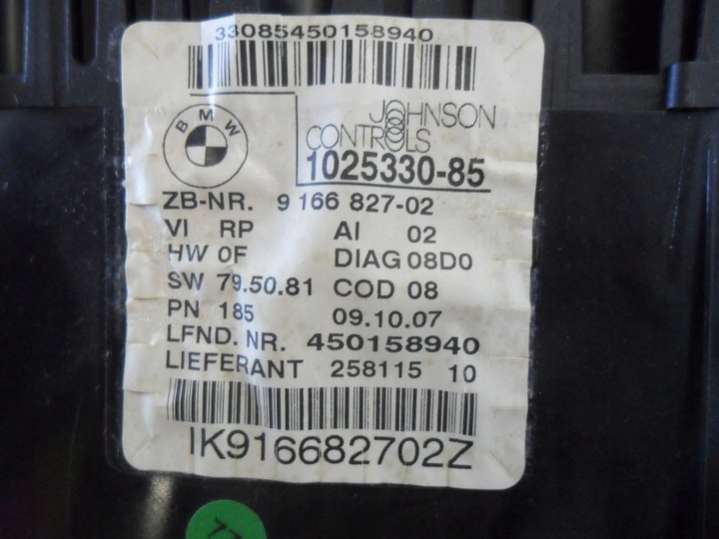 33085450158940
BMW
JOHNSON
CONTROLS
1025330-85
ZB-NR. 9 166 827-02
VI RP AI 02
HW 0F DIAG 08D0
SW 79.50.81 COD 08
PN 185 09.10.07
LFND. NR. 450158940
LIEFERANT 258115 10
IK916682702Z